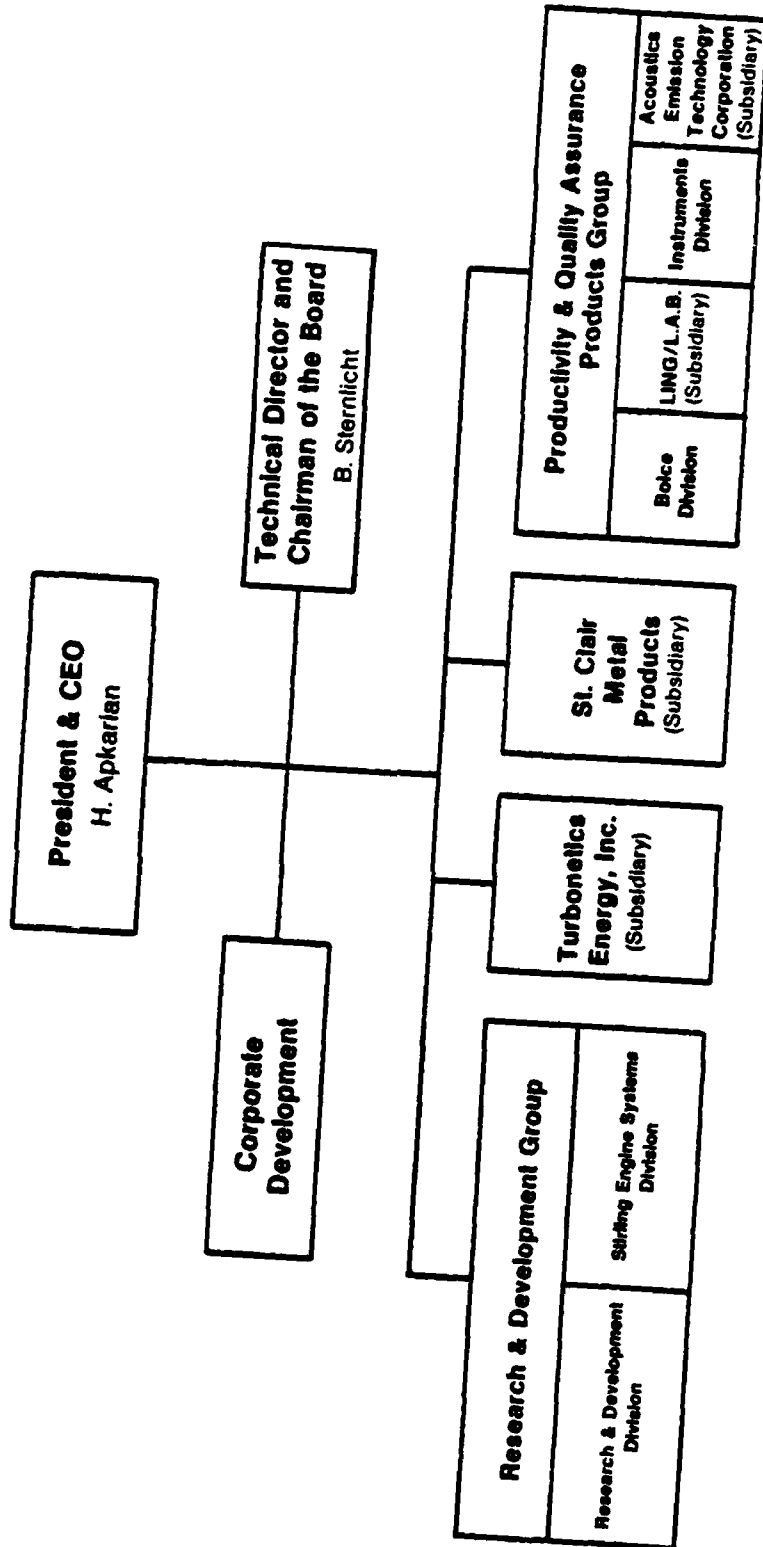 President & CEO
H. Apkarian
Corporate
Development
Technical Director and
Chairman of the Board
B. Sternlicht
Research & Development Group
Research & Development
Division
Stirling Engine Systems
Division
Turbonetics
Energy, Inc.
(Subsidiary)
St. Clair
Metal
Products
(Subsidiary)
Productivity & Quality Assurance
Products Group
Boice
Division
LING/L.A.B.
(Subsidiary)
Instruments
Division
Acoustics
Emission
Technology
Corporation
(Subsidiary)